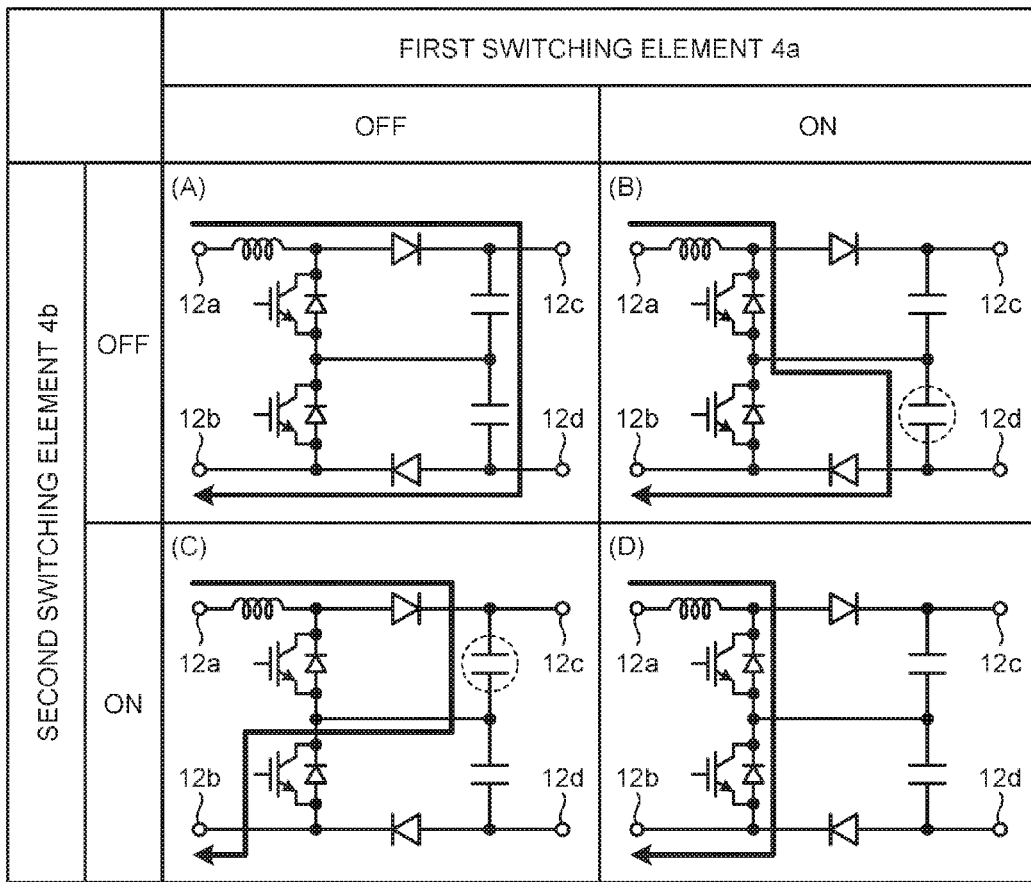 FIRST SWITCHING ELEMENT 4a
OFF
ON
SECOND SWITCHING ELEMENT 4b
OFF
(A)
12a
12c
12b
12d
(B)
12a
12c
12b
12d
ON
(C)
12a
12c
12b
12d
(D)
12a
12c
12b
12d